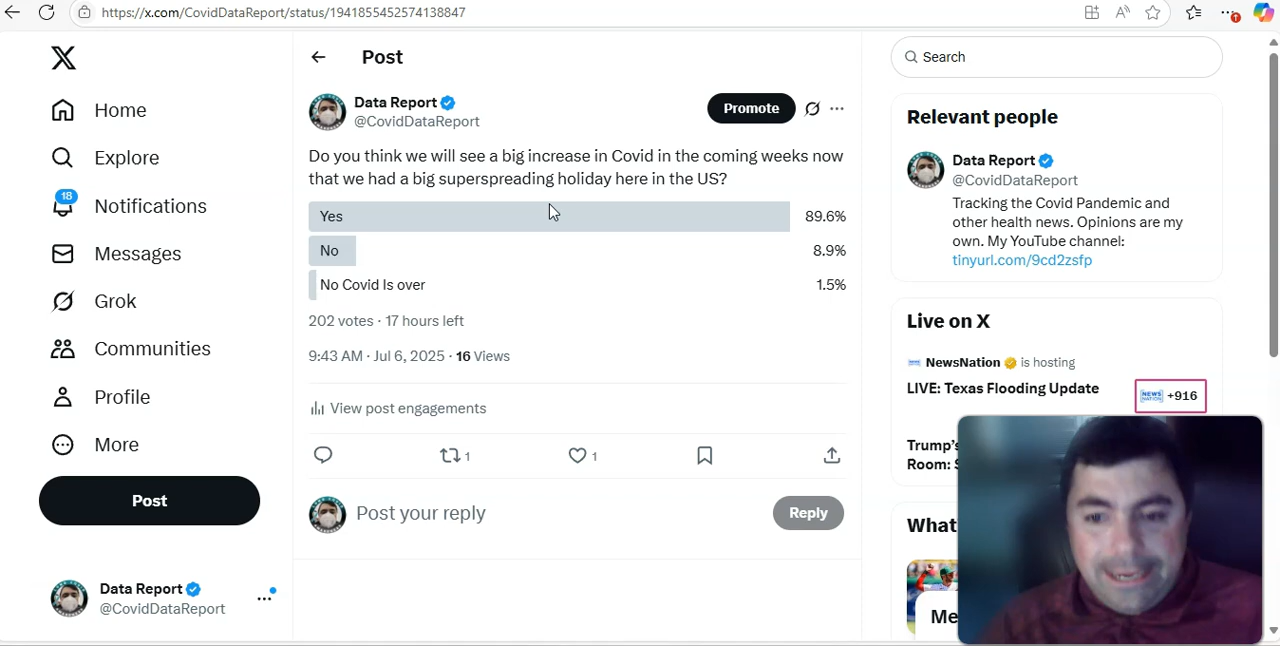 https://x.com/CovidDataReport/status/1941855452574138847
Home
Explore
18
Notifications
Messages
Grok
Communities
Profile
More
Post
Data Report
@CovidDataReport
Post
Data Report
@CovidDataReport
Promote
Do you think we will see a big increase in Covid in the coming weeks now
that we had a big superspreading holiday here in the US?
Yes 89.6%
No 8.9%
No Covid Is over 1.5%
202 votes · 17 hours left
9:43 AM · Jul 6, 2025 · 16 Views
View post engagements
1
1
Post your reply
Reply
Search
Relevant people
Data Report
@CovidDataReport
Tracking the Covid Pandemic and
other health news. Opinions are my
own. My YouTube channel:
tinyurl.com/9cd2zsfp
Live on X
NewsNation is hosting
LIVE: Texas Flooding Update
NEWS NATION +916
Trump's
Room:
What
Me